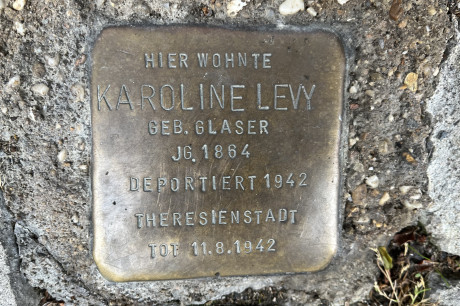 HIER WOHNTE
KAROLINE LEVY
GEB. GLASER
JG. 1864
DEPORTIERT 1942
THERESIENSTADT
TOT 11.8.1942